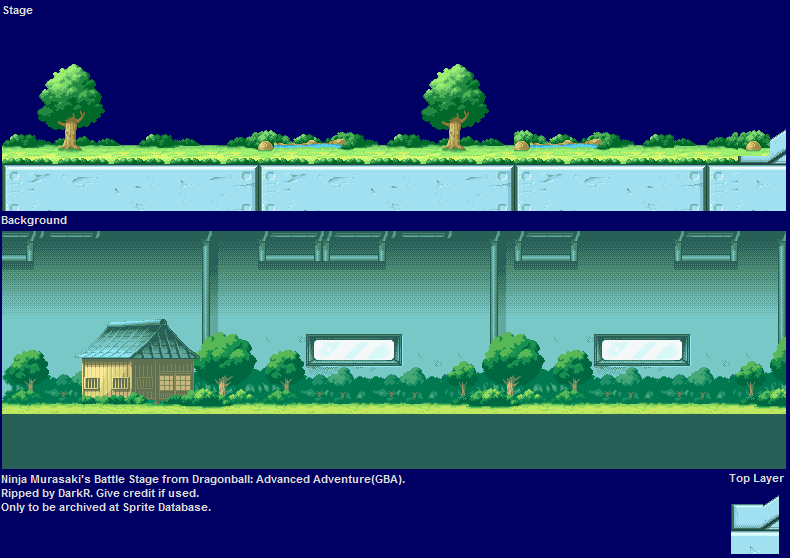 Stage
Background
Ninja Murasaki's Battle Stage from Dragonball: Advanced Adventure(GBA).
Ripped by DarkR. Give credit if used.
Only to be archived at Sprite Database.
Top Layer